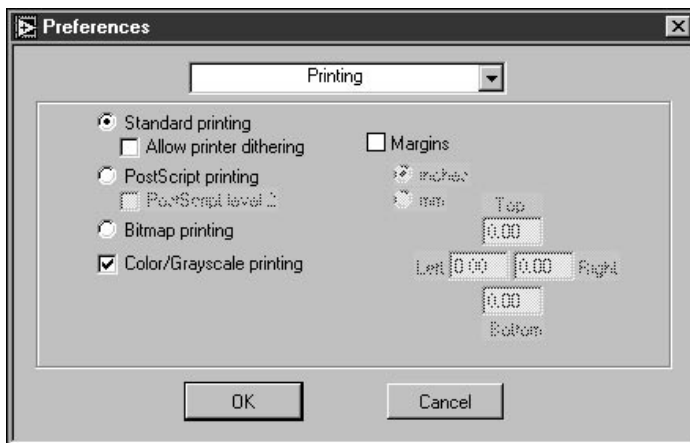 Preferences
Printing
Standard printing
Allow printer dithering
PostScript printing
PostScript level 2
Bitmap printing
Color/Grayscale printing
Margins
inches
mm
Top
0.00
Left 0.00 0.00 Right
0.00
Bottom
OK Cancel